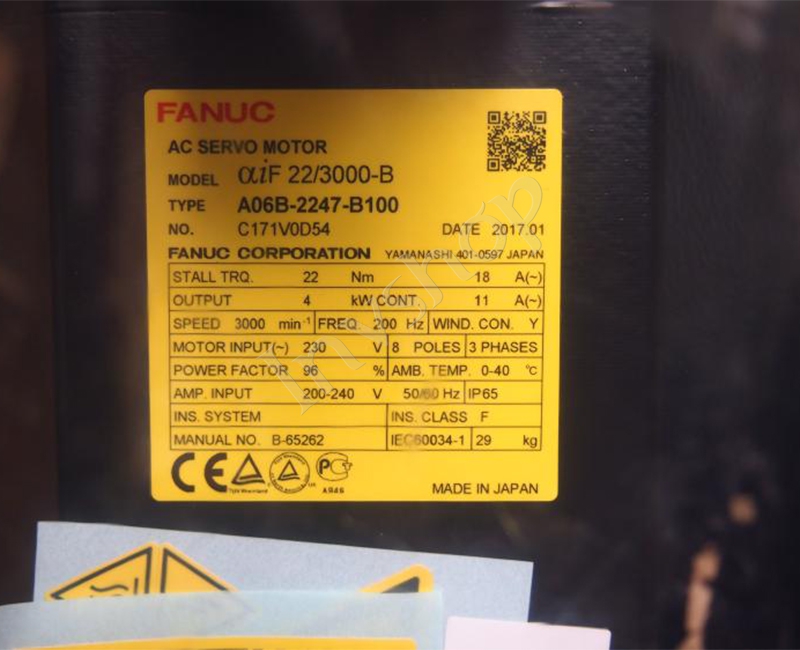 FANUC
AC SERVO MOTOR
MODEL αiF 22/3000-B
TYPE A06B-2247-B100
NO. C171V0D54 DATE 2017.01
FANUC CORPORATION YAMANASHI 401-0597 JAPAN
STALL TRQ. 22 Nm 18 A(~)
OUTPUT 4 kW CONT. 11 A(~)
SPEED 3000 min⁻¹ FREQ. 200 Hz WIND. CON. Y
MOTOR INPUT(~) 230 V 8 POLES 3 PHASES
POWER FACTOR 96 % AMB. TEMP. 0-40 ℃
AMP. INPUT 200-240 V 50/60 Hz IP65
INS. SYSTEM INS. CLASS F
MANUAL NO. B-65262 IEC60034-1 29 kg
CE TÜV Rheinland
MADE IN JAPAN
Invshop